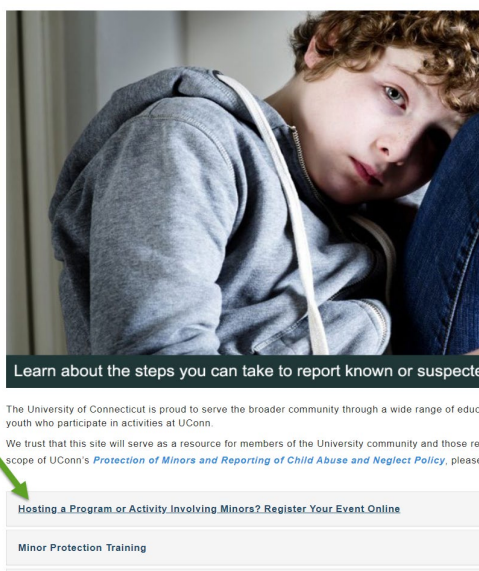 Learn about the steps you can take to report known or suspecte
The University of Connecticut is proud to serve the broader community through a wide range of educ
youth who participate in activities at UConn.
We trust that this site will serve as a resource for members of the University community and those re
scope of UConn's Protection of Minors and Reporting of Child Abuse and Neglect Policy, please
Hosting a Program or Activity Involving Minors? Register Your Event Online
Minor Protection Training